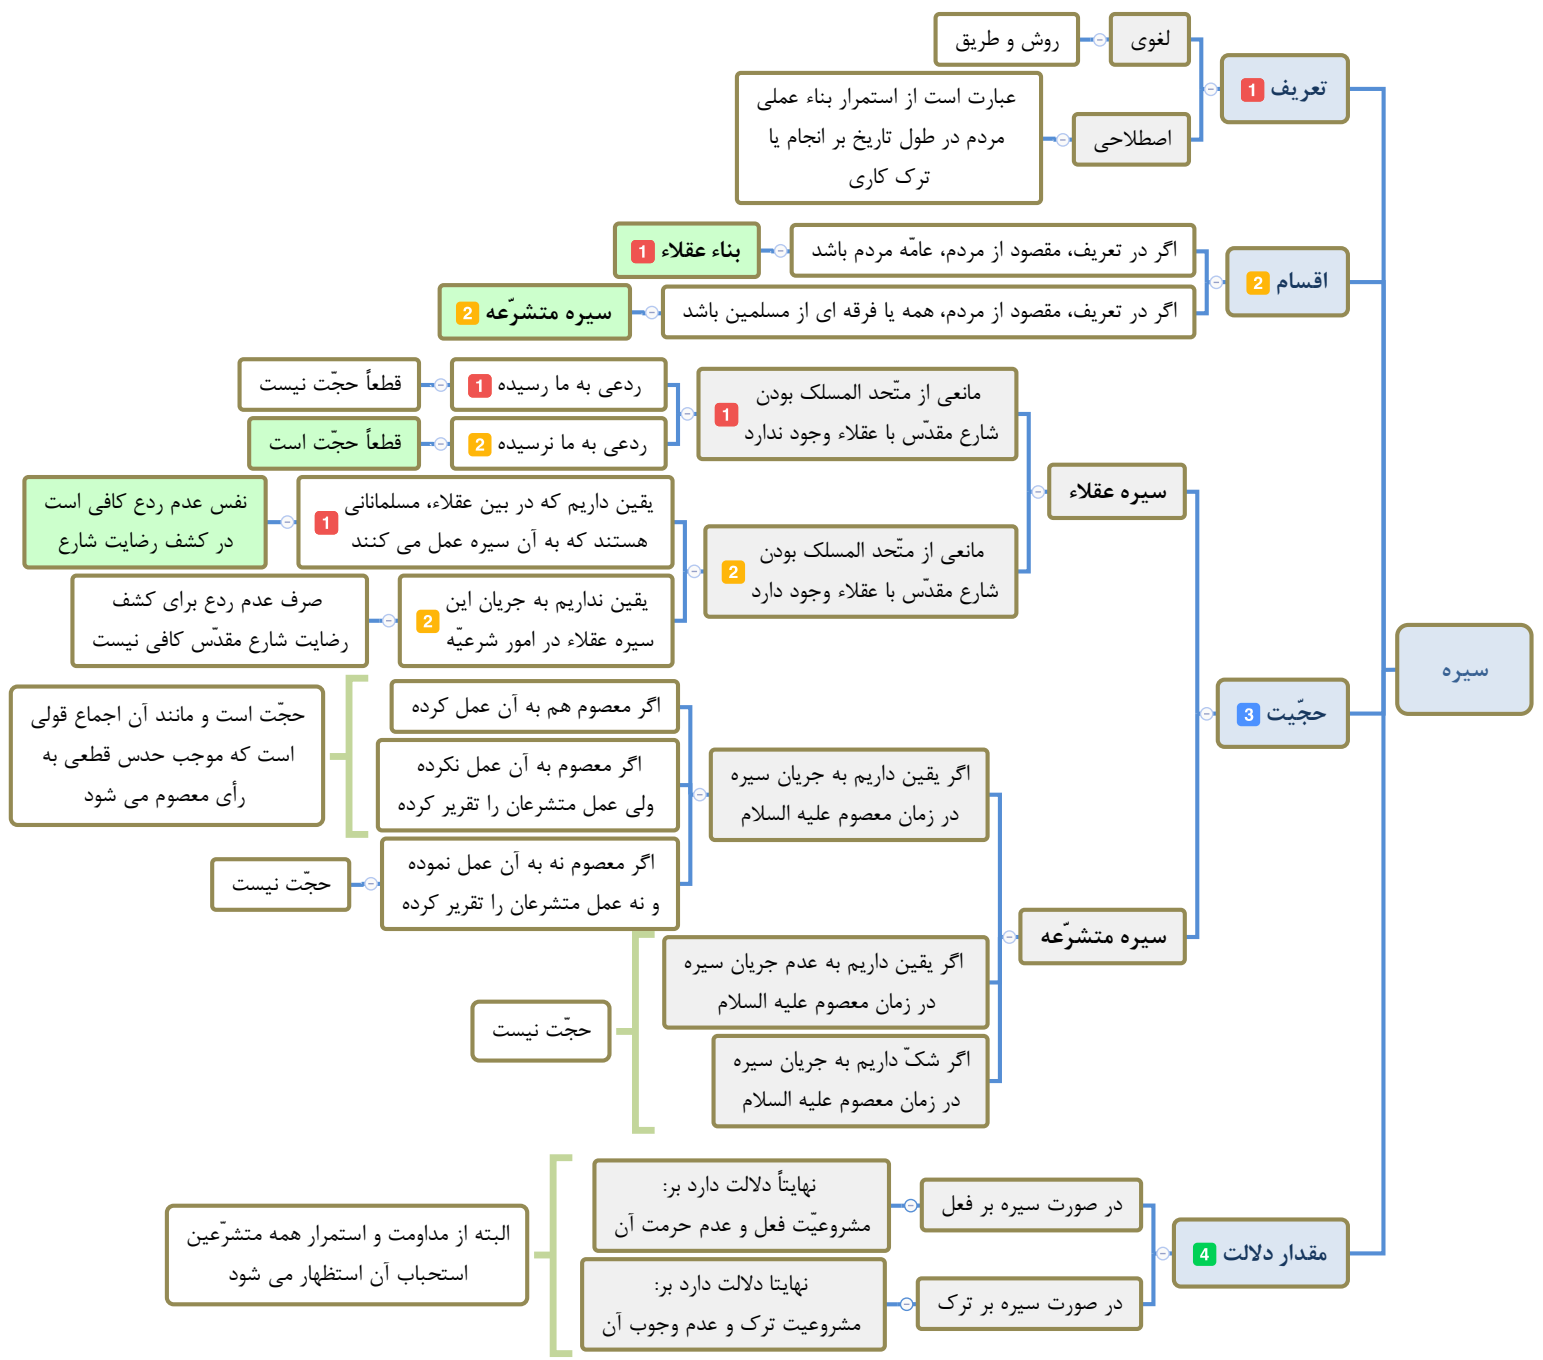 سیره
تعریف 1
لغوی
روش و طریق
اصطلاحی
عبارت است از استمرار بناء عملی
مردم در طول تاریخ بر انجام یا
ترک کاری
اقسام 2
اگر در تعریف، مقصود از مردم، عامّه مردم باشد
بناء عقلاء 1
اگر در تعریف، مقصود از مردم، همه یا فرقه ای از مسلمین باشد
سیره متشرّعه 2
حجّیت 3
سیره عقلاء
مانعی از متّحد المسلک بودن
شارع مقدّس با عقلاء وجود ندارد
1
ردعی به ما رسیده 1
قطعاً حجّت نیست
ردعی به ما نرسیده 2
قطعاً حجّت است
مانعی از متّحد المسلک بودن
شارع مقدّس با عقلاء وجود دارد
2
یقین داریم که در بین عقلاء، مسلمانانی
هستند که به آن سیره عمل می کنند
1
نفس عدم ردع کافی است
در کشف رضایت شارع
یقین نداریم به جریان این
سیره عقلاء در امور شرعیّه
2
صرف عدم ردع برای کشف
رضایت شارع مقدّس کافی نیست
سیره متشرّعه
اگر یقین داریم به جریان سیره
در زمان معصوم علیه السلام
اگر معصوم هم به آن عمل کرده
اگر معصوم به آن عمل نکرده
ولی عمل متشرعان را تقریر کرده
حجّت است و مانند آن اجماع قولی
است که موجب حدس قطعی به
رأی معصوم می شود
اگر معصوم نه به آن عمل نموده
و نه عمل متشرعان را تقریر کرده
حجّت نیست
اگر یقین داریم به عدم جریان سیره
در زمان معصوم علیه السلام
اگر شکّ داریم به جریان سیره
در زمان معصوم علیه السلام
حجّت نیست
مقدار دلالت 4
در صورت سیره بر فعل
نهایتاً دلالت دارد بر:
مشروعیّت فعل و عدم حرمت آن
در صورت سیره بر ترک
نهایتا دلالت دارد بر:
مشروعیت ترک و عدم وجوب آن
البته از مداومت و استمرار همه متشرّعین
استحباب آن استظهار می شود